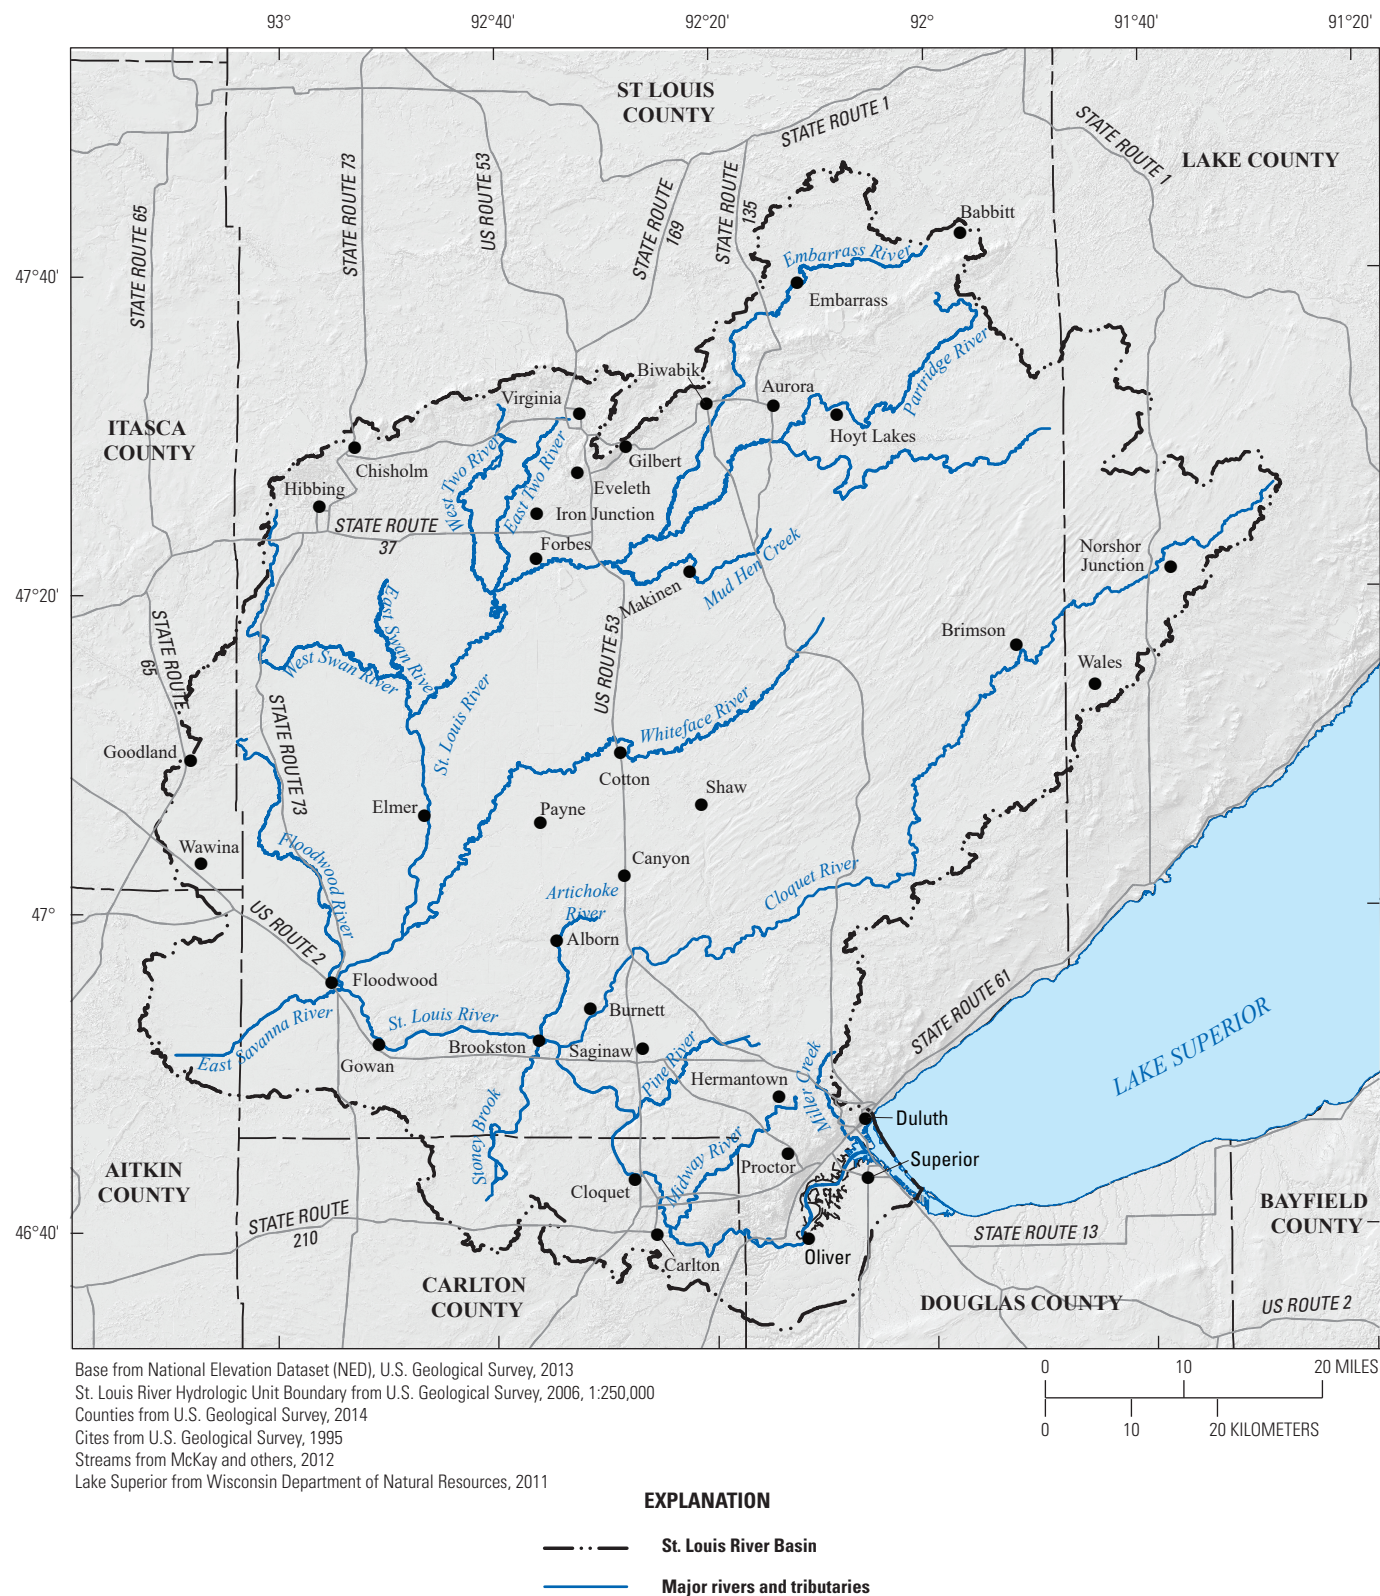 93°
92°40'
92°20'
92°
91°40'
91°20'
ST LOUIS
COUNTY
STATE ROUTE 1
STATE ROUTE 1
LAKE COUNTY
STATE ROUTE 65
STATE ROUTE 73
US ROUTE 53
STATE ROUTE
169
STATE ROUTE
135
Babbitt
47°40'
Embarrass River
Embarrass
Partridge River
Biwabik
Aurora
Virginia
Hoyt Lakes
ITASCA
COUNTY
Chisholm
Gilbert
West Two River
East Two River
Hibbing
Eveleth
Iron Junction
STATE ROUTE
37
Forbes
Norshor
Junction
Makinen
Mud Hen Creek
47°20'
STATE ROUTE
65
East Swan River
West Swan River
US ROUTE 53
Brimson
Wales
St. Louis River
Whiteface River
STATE ROUTE 73
Goodland
Cotton
Elmer
Payne
Shaw
Wawina
Floodwood River
Canyon
Cloquet River
Artichoke
River
47°
US ROUTE 2
Alborn
Floodwood
STATE ROUTE 61
East Savanna River
St. Louis River
Burnett
LAKE SUPERIOR
Gowan
Brookston
Saginaw
Pine River
Hermantown
Miller Creek
Stoney Brook
Duluth
Midway River
Proctor
Superior
AITKIN
COUNTY
Cloquet
BAYFIELD
COUNTY
46°40'
STATE ROUTE
210
STATE ROUTE 13
Oliver
Carlton
CARLTON
COUNTY
DOUGLAS COUNTY
US ROUTE 2
Base from National Elevation Dataset (NED), U.S. Geological Survey, 2013
St. Louis River Hydrologic Unit Boundary from U.S. Geological Survey, 2006, 1:250,000
Counties from U.S. Geological Survey, 2014
Cites from U.S. Geological Survey, 1995
Streams from McKay and others, 2012
Lake Superior from Wisconsin Department of Natural Resources, 2011
0
10
20 MILES
0
10
20 KILOMETERS
EXPLANATION
St. Louis River Basin
Major rivers and tributaries